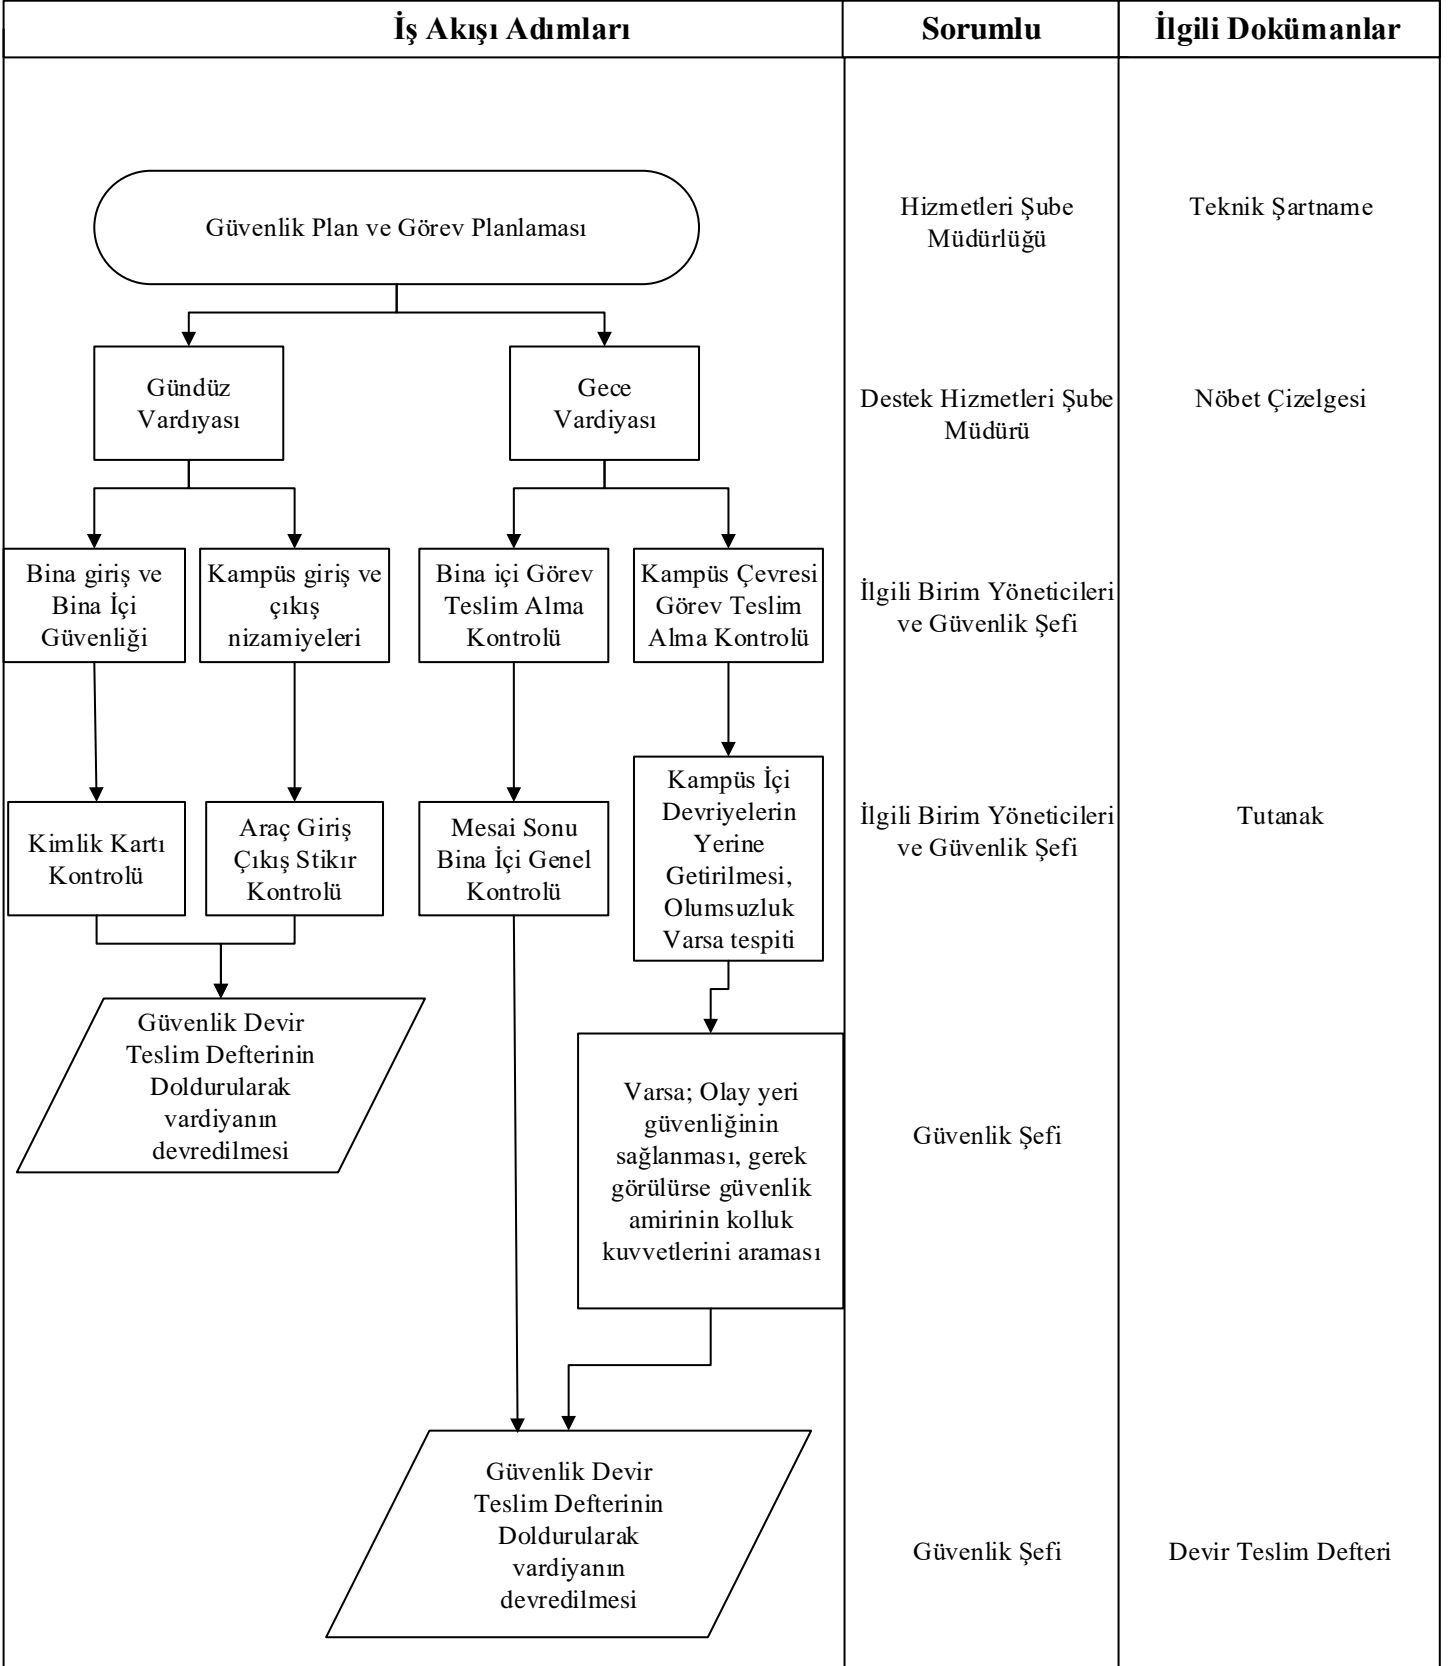 İş Akışı Adımları
Sorumlu
İlgili Dokümanlar
Güvenlik Plan ve Görev Planlaması
Hizmetleri Şube
Müdürlüğü
Teknik Şartname
Gündüz
Vardıyası
Gece
Vardiyası
Destek Hizmetleri Şube
Müdürü
Nöbet Çizelgesi
Bina giriş ve
Bina İçi
Güvenliği
Kampüs giriş ve
çıkış
nizamiyeleri
Bina içi Görev
Teslim Alma
Kontrolü
Kampüs Çevresi
Görev Teslim
Alma Kontrolü
İlgili Birim Yöneticileri
ve Güvenlik Şefi
Kimlik Kartı
Kontrolü
Araç Giriş
Çıkış Stikır
Kontrolü
Mesai Sonu
Bina İçi Genel
Kontrolü
Kampüs İçi
Devriyelerin
Yerine
Getirilmesi,
Olumsuzluk
Varsa tespiti
İlgili Birim Yöneticileri
ve Güvenlik Şefi
Tutanak
Güvenlik Devir
Teslim Defterinin
Doldurularak
vardiyanın
devredilmesi
Varsa; Olay yeri
güvenliğinin
sağlanması, gerek
görülürse güvenlik
amirinin kolluk
kuvvetlerini araması
Güvenlik Şefi
Güvenlik Devir
Teslim Defterinin
Doldurularak
vardiyanın
devredilmesi
Güvenlik Şefi
Devir Teslim Defteri